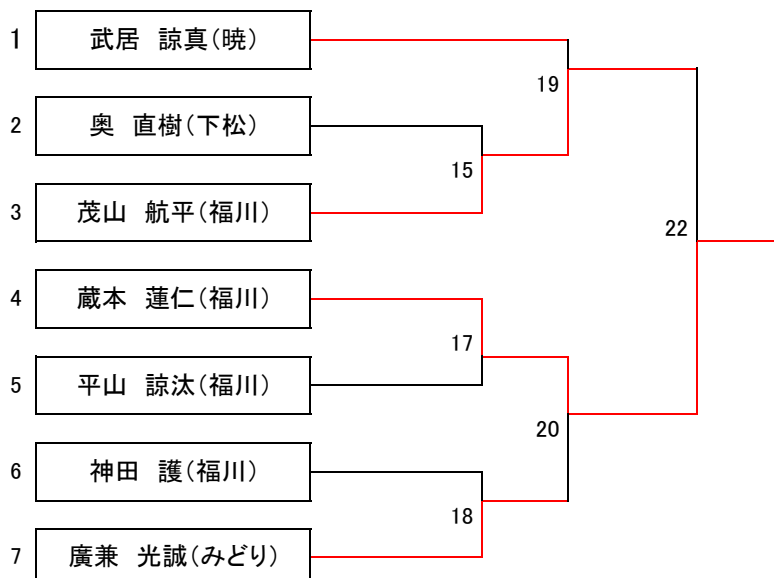 1 武居　諒真(暁)
19
2 奥　直樹(下松)
15
3 茂山　航平(福川)
22
4 蔵本　蓮仁(福川)
17
5 平山　諒汰(福川)
20
6 神田　護(福川)
18
7 廣兼　光誠(みどり)